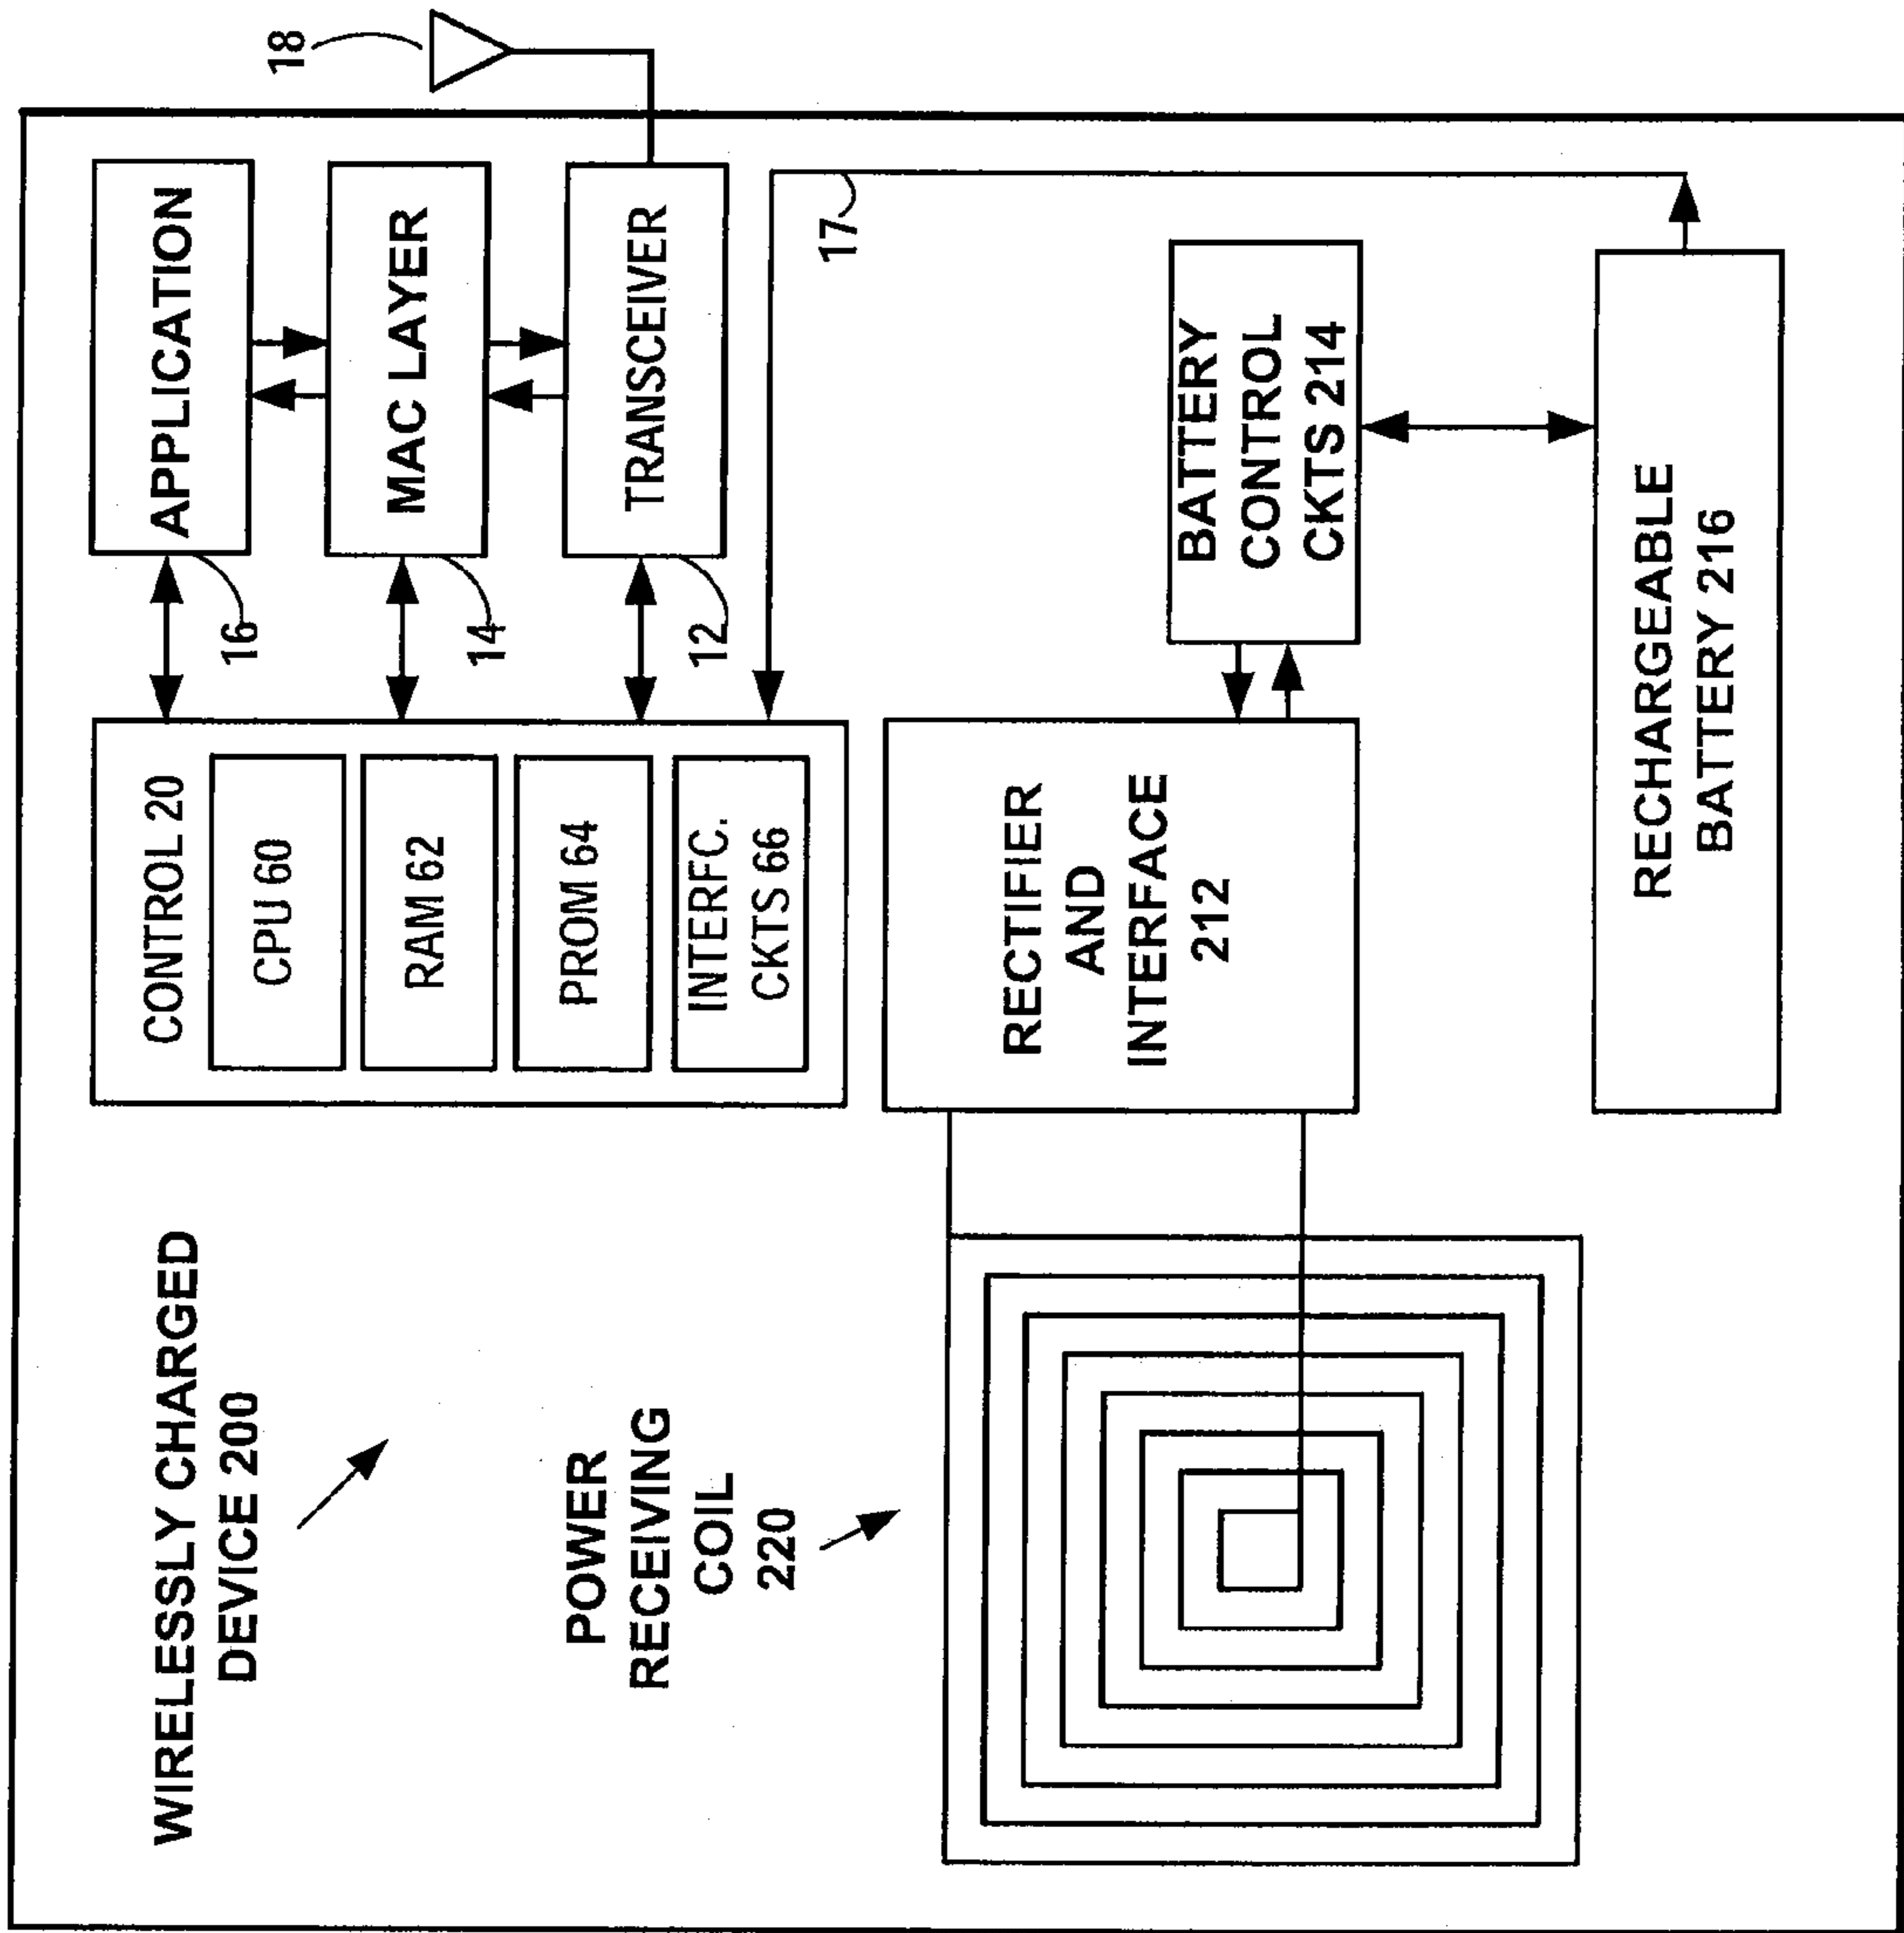 WIRELESSLY CHARGED
DEVICE 200
CONTROL 20
CPU 60
RAM 62
PROM 64
INTERFC.
CKTS 66
APPLICATION
16
MAC LAYER
14
TRANSCEIVER
12
18
17
POWER
RECEIVING
COIL
220
RECTIFIER
AND
INTERFACE
212
BATTERY
CONTROL
CKTS 214
RECHARGEABLE
BATTERY 216